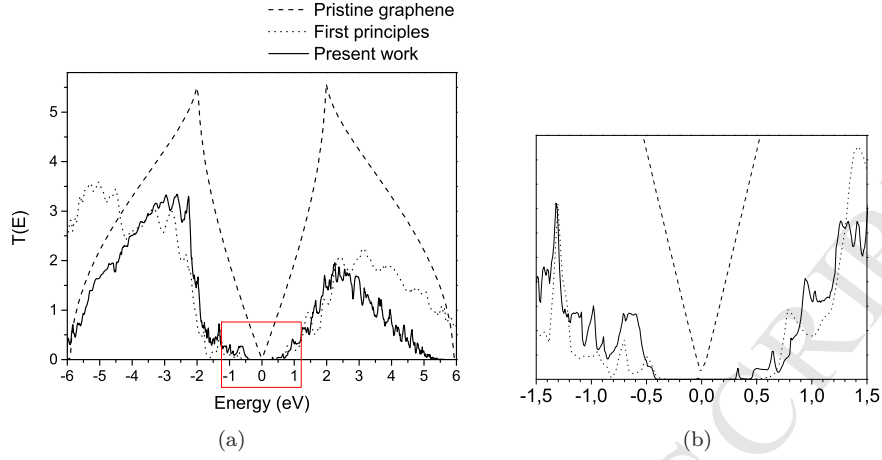 Pristine graphene
First principles
Present work
5
4
3
2
1
0
T(E)
-6 -5 -4 -3 -2 -1 0 1 2 3 4 5 6
Energy (eV)
(a)
-1,5 -1,0 -0,5 0,0 0,5 1,0 1,5
(b)
SCRIP